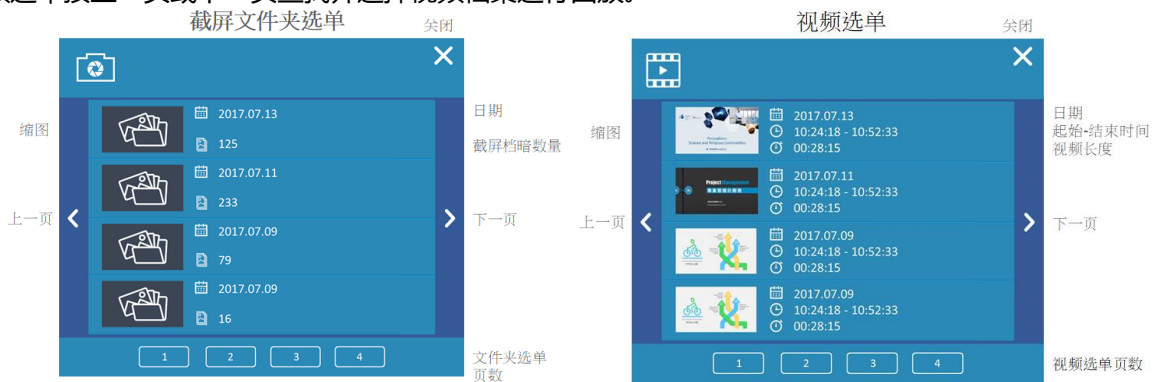 截屏文件夹选单
关闭
缩图
2017.07.13
125
日期
截屏档暗数量
2017.07.11
233
上一页
下一页
2017.07.09
79
2017.07.09
16
1 2 3 4
文件夹选单
页数
视频选单
关闭
缩图
2017.07.13
10:24:18 - 10:52:33
00:28:15
日期
起始-结束时间
视频长度
Project Management
2017.07.11
10:24:18 - 10:52:33
00:28:15
上一页
下一页
2017.07.09
10:24:18 - 10:52:33
00:28:15
2017.07.09
10:24:18 - 10:52:33
00:28:15
1 2 3 4
视频选单页数